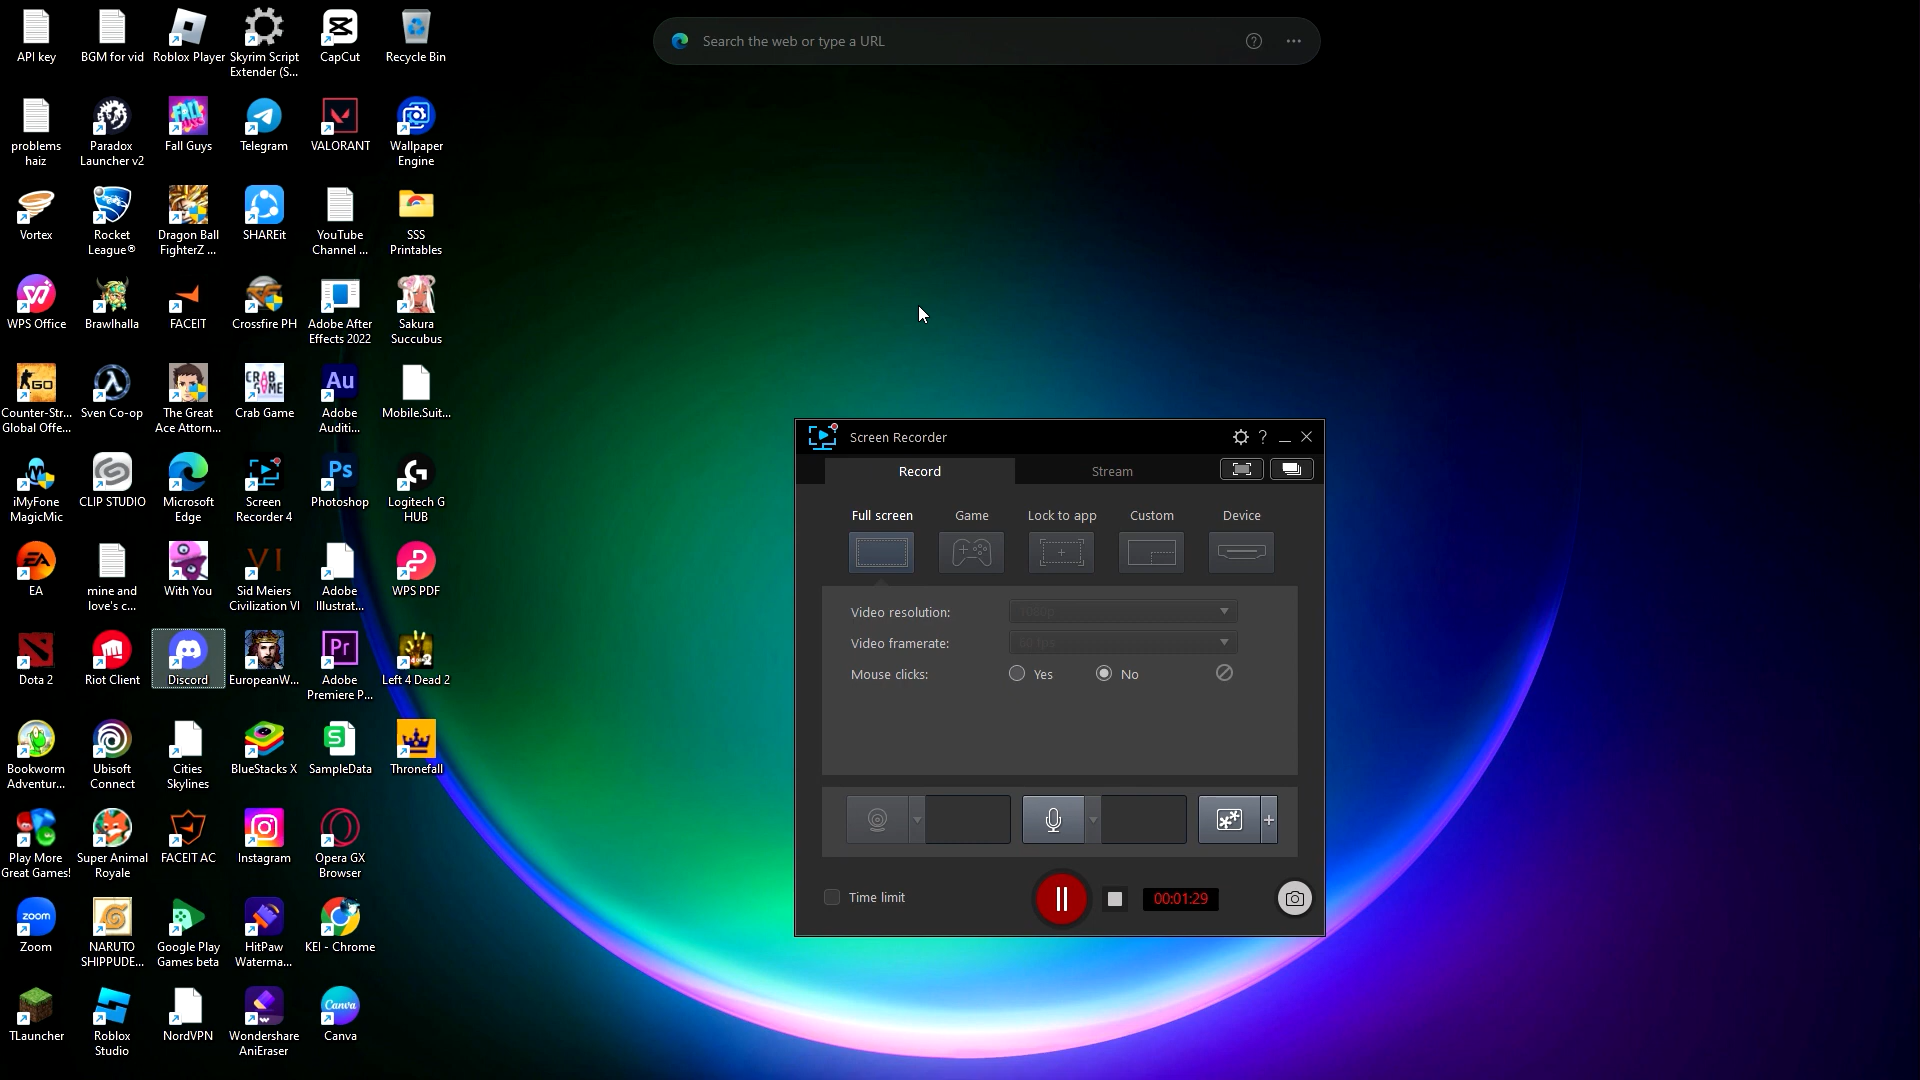 Search the web or type a URL
API key
BGM for vid
Roblox Player
Skyrim Script
Extender (S...
CapCut
Recycle Bin
problems
haiz
Paradox
Launcher v2
Fall Guys
Telegram
VALORANT
Wallpaper
Engine
Vortex
Rocket
League®
Dragon Ball
FighterZ ...
SHAREit
YouTube
Channel ...
SSS
Printables
WPS Office
Brawlhalla
FACEIT
Crossfire PH
Adobe After
Effects 2022
Sakura
Succubus
Counter-Str...
Global Offe...
Sven Co-op
The Great
Ace Attorn...
Crab Game
Adobe
Auditi...
Mobile.Suit...
iMyFone
MagicMic
CLIP STUDIO
Microsoft
Edge
Screen
Recorder 4
Photoshop
Logitech G
HUB
EA
mine and
love's c...
With You
Sid Meiers
Civilization VI
Adobe
Illustrat...
WPS PDF
Dota 2
Riot Client
Discord
EuropeanW...
Adobe
Premiere P...
Left 4 Dead 2
Bookworm
Adventur...
Ubisoft
Connect
Cities
Skylines
BlueStacks X
SampleData
Thronefall
Play More
Great Games!
Super Animal
Royale
FACEIT AC
Instagram
Opera GX
Browser
Zoom
NARUTO
SHIPPUDE...
Google Play
Games beta
HitPaw
Waterma...
KEI - Chrome
TLauncher
Roblox
Studio
NordVPN
Wondershare
AniEraser
Canva
Screen Recorder
Record
Stream
Full screen
Game
Lock to app
Custom
Device
Video resolution:
1080p
Video framerate:
60 fps
Mouse clicks:
Yes
No
Time limit
00:01:29